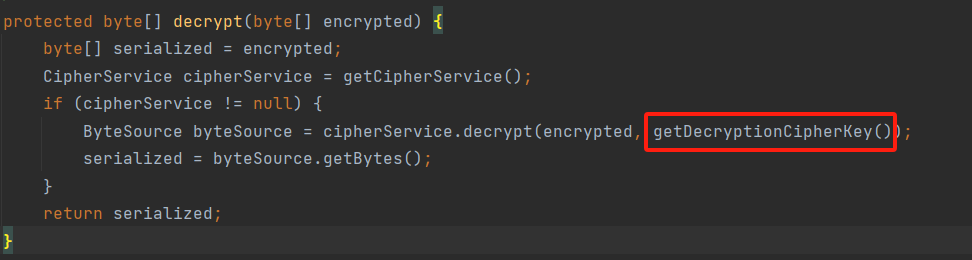 protected byte[] decrypt(byte[] encrypted) {
    byte[] serialized = encrypted;
    CipherService cipherService = getCipherService();
    if (cipherService != null) {
        ByteSource byteSource = cipherService.decrypt(encrypted, getDecryptionCipherKey());
        serialized = byteSource.getBytes();
    }
    return serialized;
}